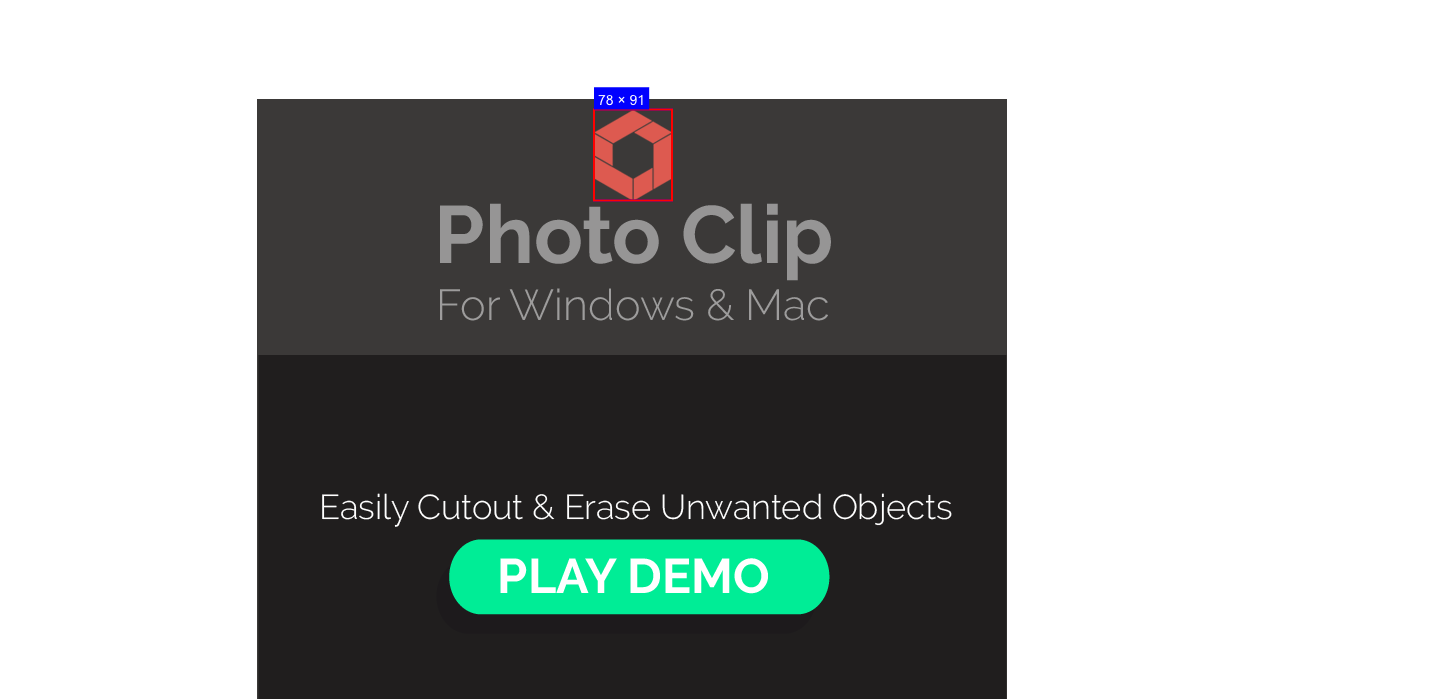 78 × 91
Photo Clip
For Windows & Mac
Easily Cutout & Erase Unwanted Objects
PLAY DEMO